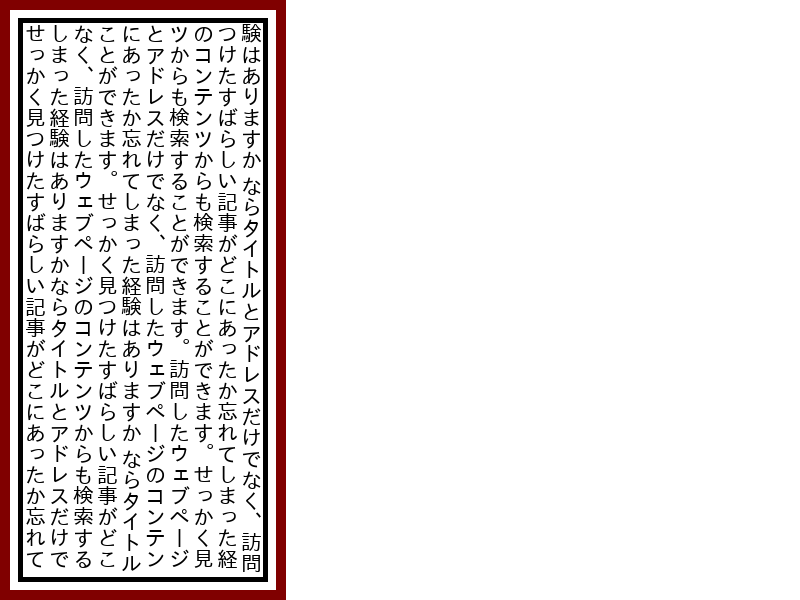 せっかく見つけたすばらしい記事がどこにあったか忘れて
しまった経験はありますかならタイトルとアドレスだけで
なく、訪問したウェブページのコンテンツからも検索する
ことができます。せっかく見つけたすばらしい記事がどこ
にあったか忘れてしまった経験はありますか ならタイトル
とアドレスだけでなく、訪問したウェブページのコンテン
ツからも検索することができます。訪問したウェブページ
のコンテンツからも検索することができます。せっかく見
つけたすばらしい記事がどこにあったか忘れてしまった経
験はありますか ならタイトルとアドレスだけでなく、訪問